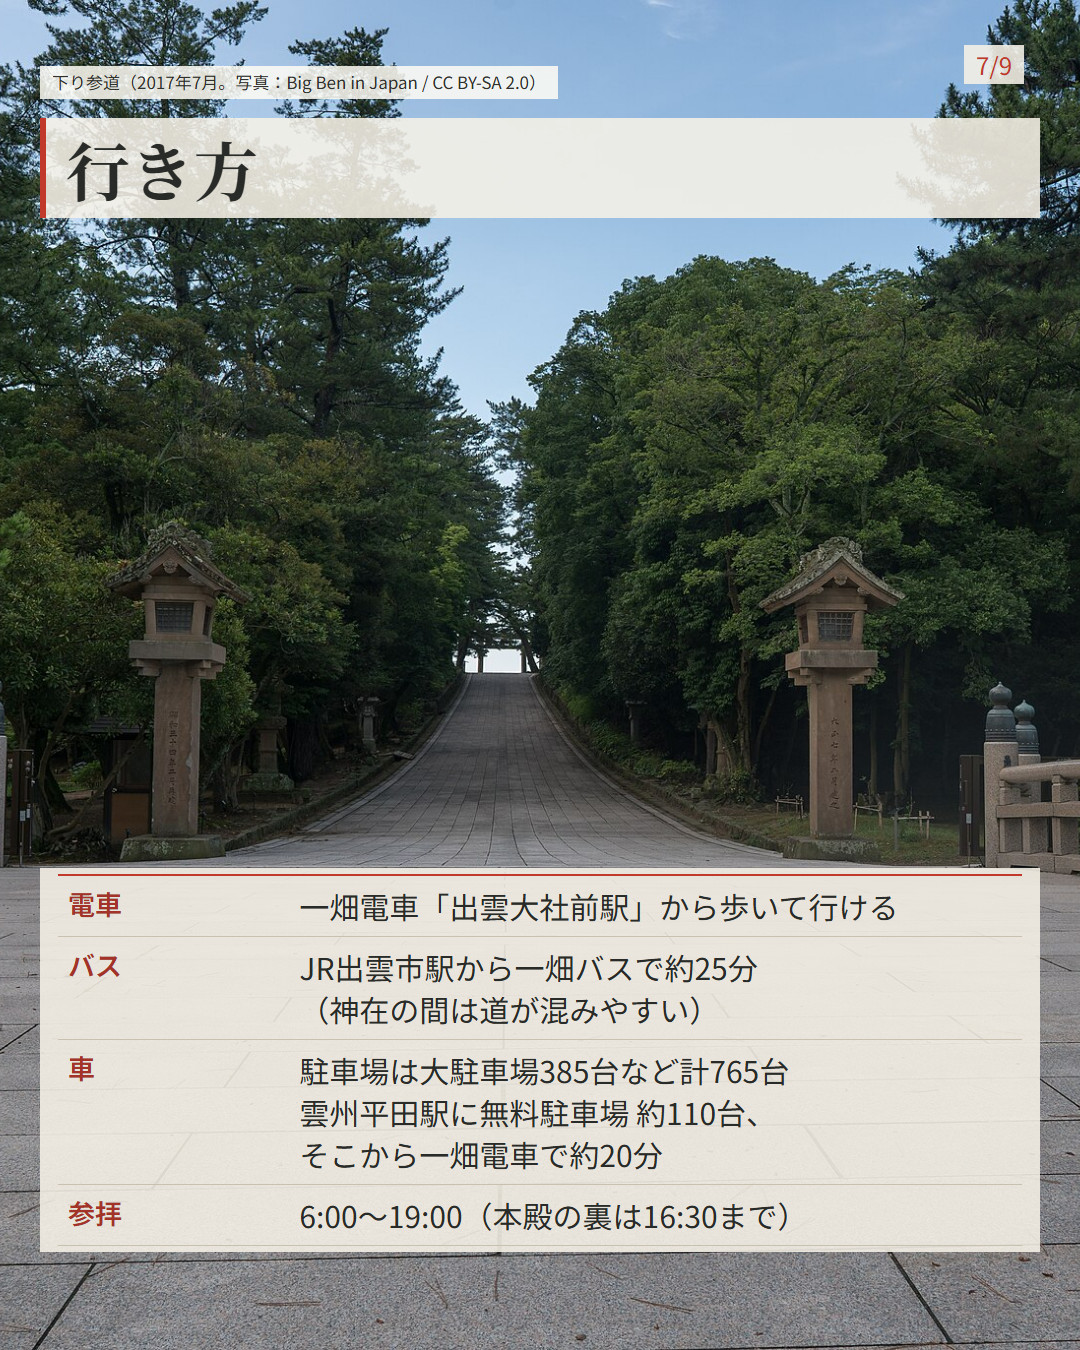 下り参道（2017年7月。写真：Big Ben in Japan / CC BY-SA 2.0）
7/9
行き方
電車
一畑電車「出雲大社前駅」から歩いて行ける
バス
JR出雲市駅から一畑バスで約25分
（神在の間は道が混みやすい）
車
駐車場は大駐車場385台など計765台
雲州平田駅に無料駐車場 約110台、
そこから一畑電車で約20分
参拝
6:00〜19:00（本殿の裏は16:30まで）